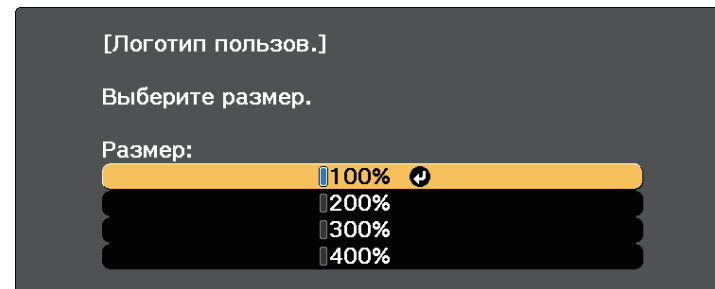 [Логотип пользов.]
Выберите размер.
Размер:
100%
200%
300%
400%